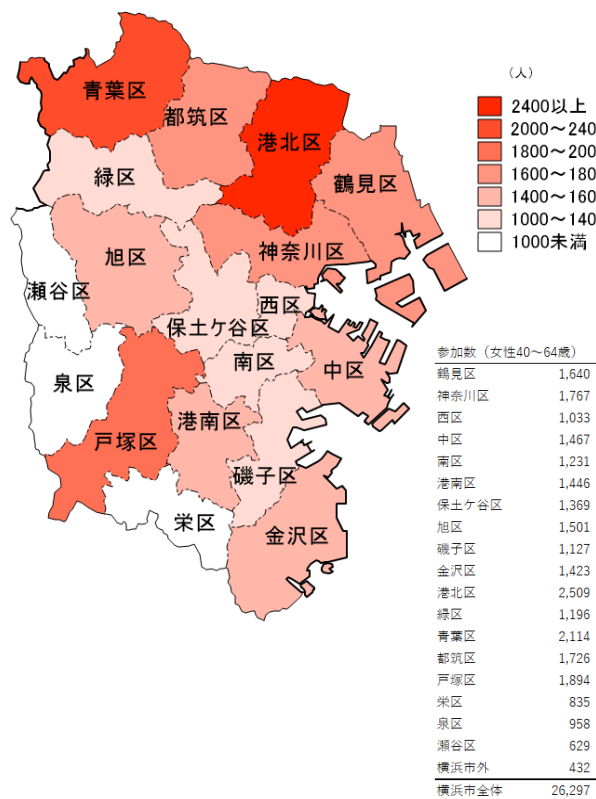 （人）
2400以上
2000～240
1800～200
1600～180
1400～160
1000～140
1000未満
青葉区
都筑区
港北区
緑区
鶴見区
旭区
神奈川区
瀬谷区
西区
保土ケ谷区
南区
中区
泉区
戸塚区
港南区
磯子区
栄区
金沢区
参加数（女性40～64歳）
鶴見区 1,640
神奈川区 1,767
西区 1,033
中区 1,467
南区 1,231
港南区 1,446
保土ケ谷区 1,369
旭区 1,501
磯子区 1,127
金沢区 1,423
港北区 2,509
緑区 1,196
青葉区 2,114
都筑区 1,726
戸塚区 1,894
栄区 835
泉区 958
瀬谷区 629
横浜市外 432
横浜市全体 26,297